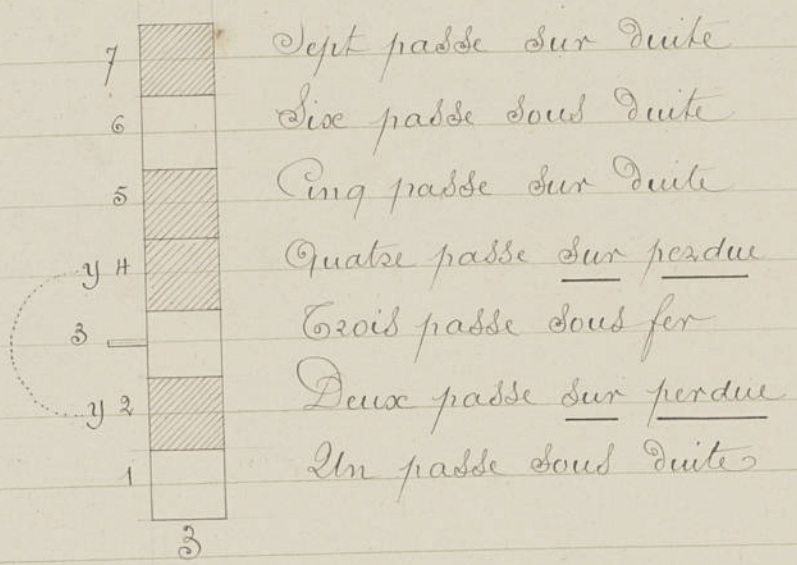 7 Sept passe sur duite
6 Six passe sous duite
5 Cinq passe sur duite
y 4 Quatre passe sur perdue
3 Trois passe sous fer
y 2 Deux passe sur perdue
1 Un passe sous duite
3